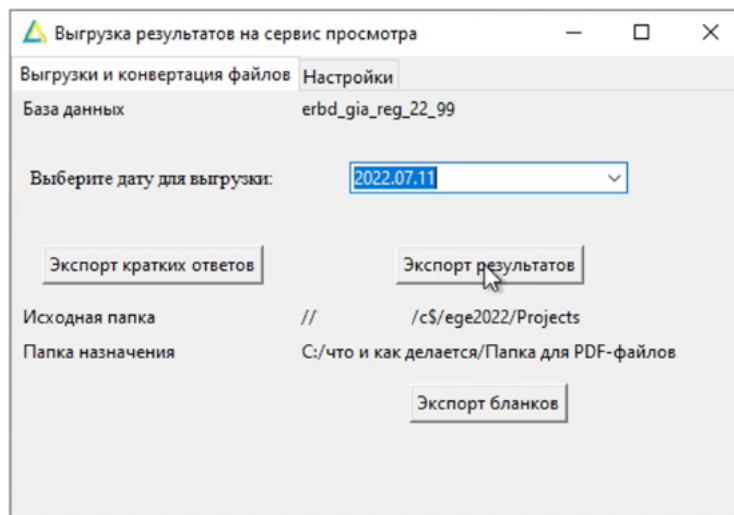 Выгрузка результатов на сервис просмотра
Выгрузки и конвертация файлов Настройки
База данных erbd_gia_reg_22_99
Выберите дату для выгрузки: 2022.07.11
Экспорт кратких ответов Экспорт результатов
Исходная папка // /c$/ege2022/Projects
Папка назначения C:/что и как делается/Папка для PDF-файлов
Экспорт бланков